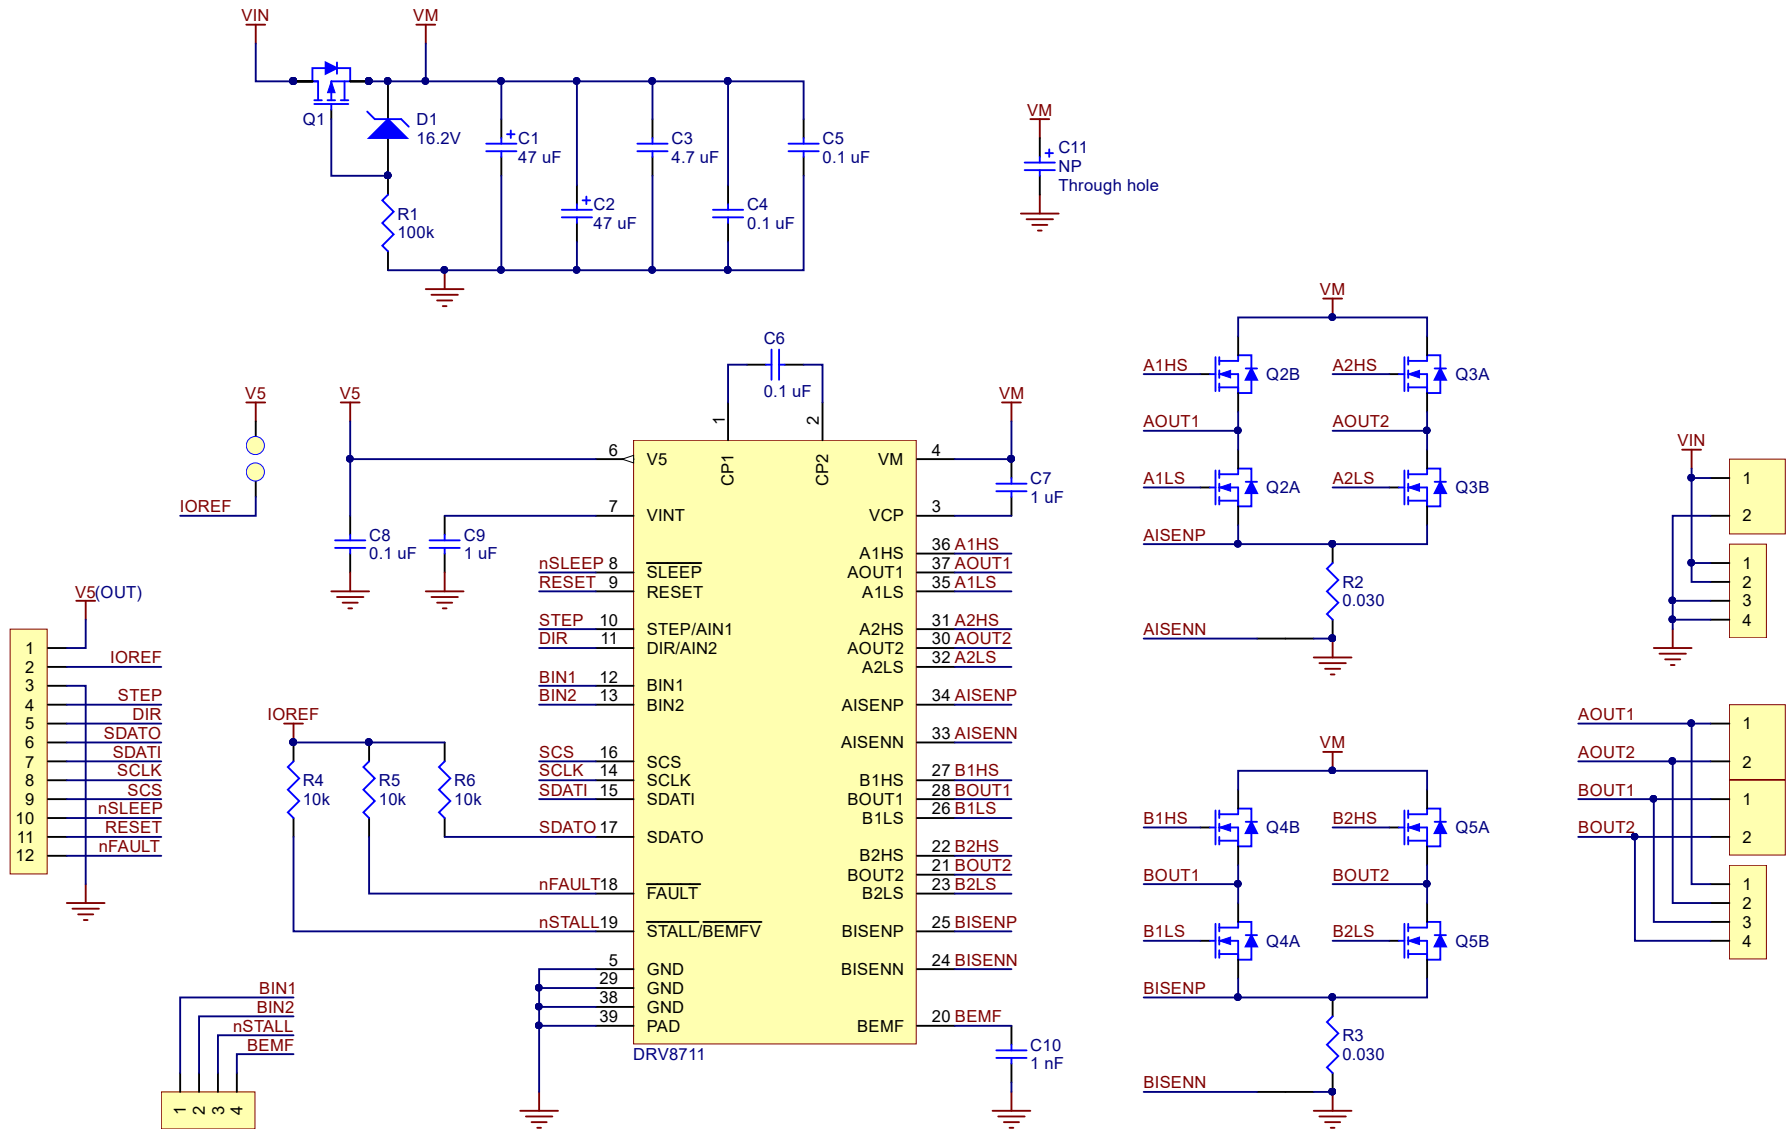 VIN
VM
Q1
D1
16.2V
R1
100k
C1
47 uF
C2
47 uF
C3
4.7 uF
C4
0.1 uF
C5
0.1 uF
VM
C11
NP
Through hole
V5
IOREF
V5
C8
0.1 uF
C9
1 uF
C6
0.1 uF
VM
C7
1 uF
1
CP1
2
CP2
6 V5
7 VINT
nSLEEP 8 SLEEP
RESET 9 RESET
STEP 10 STEP/AIN1
DIR 11 DIR/AIN2
BIN1 12 BIN1
BIN2 13 BIN2
SCS 16 SCS
SCLK 14 SCLK
SDATI 15 SDATI
SDATO 17 SDATO
nFAULT 18 FAULT
nSTALL 19 STALL/BEMFV
5 GND
29 GND
38 GND
39 PAD
DRV8711
VM 4
VCP 3
A1HS 36 A1HS
AOUT1 37 AOUT1
A1LS 35 A1LS
A2HS 31 A2HS
AOUT2 30 AOUT2
A2LS 32 A2LS
AISENP 34 AISENP
AISENN 33 AISENN
B1HS 27 B1HS
BOUT1 28 BOUT1
B1LS 26 B1LS
B2HS 22 B2HS
BOUT2 21 BOUT2
B2LS 23 B2LS
BISENP 25 BISENP
BISENN 24 BISENN
BEMF 20 BEMF
C10
1 nF
V5(OUT)
1
2 IOREF
3
4 STEP
5 DIR
6 SDATO
7 SDATI
8 SCLK
9 SCS
10 nSLEEP
11 RESET
12 nFAULT
IOREF
R4
10k
R5
10k
R6
10k
BIN1
BIN2
nSTALL
BEMF
1 2 3 4
VM
A1HS Q2B
A2HS Q3A
AOUT1
AOUT2
A1LS Q2A
A2LS Q3B
AISENP
R2
0.030
AISENN
VM
B1HS Q4B
B2HS Q5A
BOUT1
BOUT2
B1LS Q4A
B2LS Q5B
BISENP
R3
0.030
BISENN
VIN
1
2
1
2
3
4
AOUT1 1
AOUT2 2
BOUT1 1
BOUT2 2
1
2
3
4